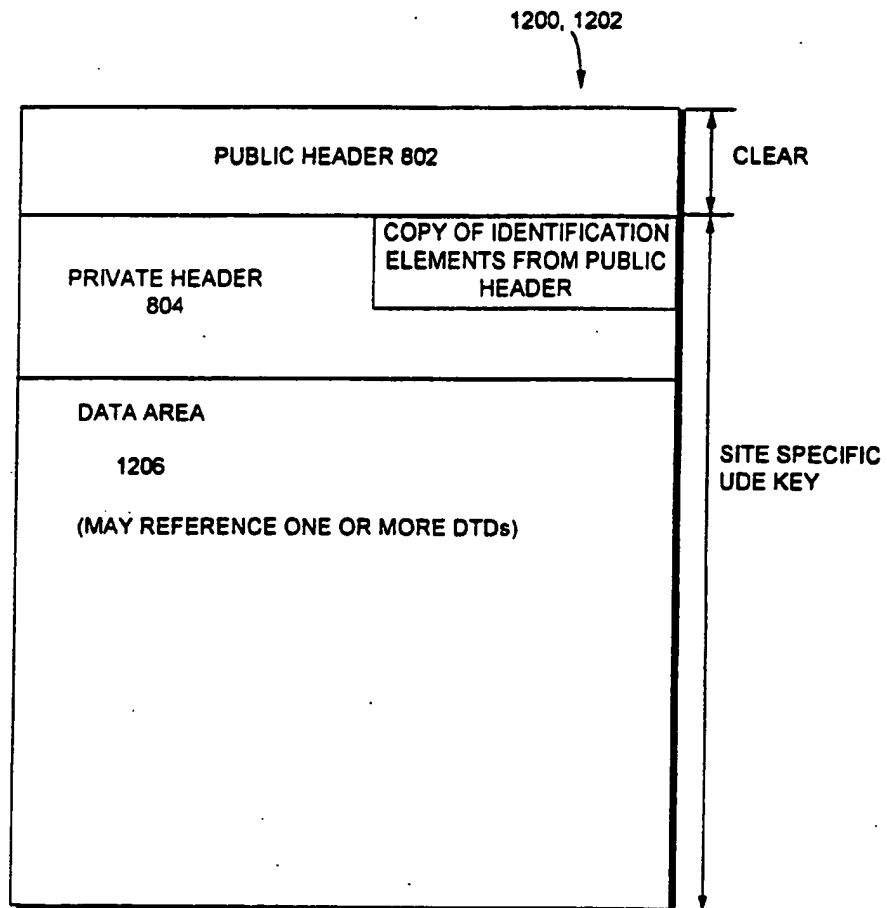 1200, 1202
PUBLIC HEADER 802
CLEAR
COPY OF IDENTIFICATION
ELEMENTS FROM PUBLIC
HEADER
PRIVATE HEADER
804
DATA AREA
1206
(MAY REFERENCE ONE OR MORE DTDs)
SITE SPECIFIC
UDE KEY